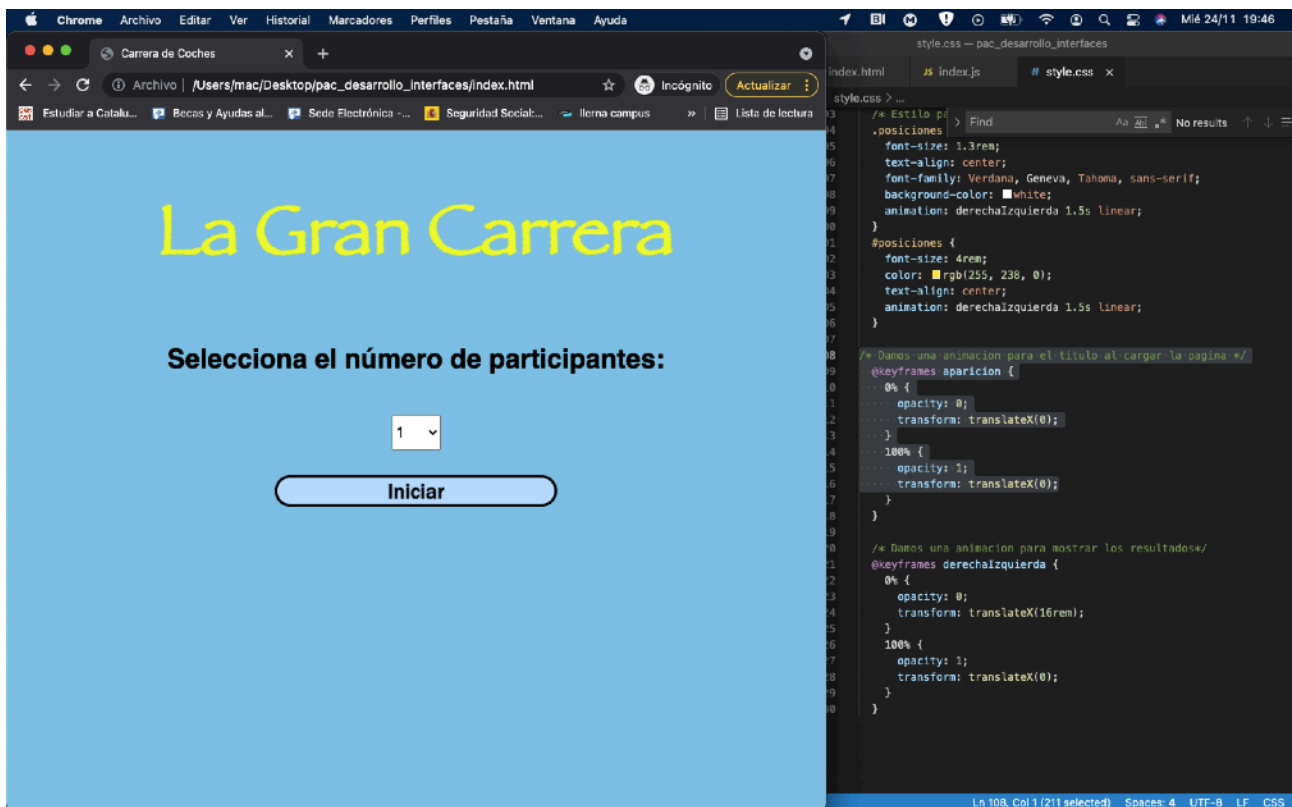 Chrome Archivo Editar Ver Historial Marcadores Perfiles Pestaña Ventana Ayuda Mié 24/11 19:46
Carrera de Coches
Archivo /Users/mac/Desktop/pac_desarrollo_interfaces/index.html Incógnito Actualizar
Estudiar a Catalu... Becas y Ayudas al... Sede Electrónica -... Seguridad Social:... Ilerna campus » Lista de lectura
La Gran Carrera
Selecciona el número de participantes:
1
Iniciar
style.css — pac_desarrollo_interfaces
index.html JS index.js # style.css ×
style.css > ...
Find Aa Abl .* No results
/* Estilo
.posiciones
font-size: 1.3rem;
text-align: center;
font-family: Verdana, Geneva, Tahoma, sans-serif;
background-color: white;
animation: derechaIzquierda 1.5s linear;
}
#posiciones {
font-size: 4rem;
color: rgb(255, 238, 0);
text-align: center;
animation: derechaIzquierda 1.5s linear;
}
/* Damos una animacion para el titulo al cargar la pagina */
@keyframes aparicion {
0% {
opacity: 0;
transform: translateX(0);
}
100% {
opacity: 1;
transform: translateX(0);
}
}
/* Damos una animacion para mostrar los resultados*/
@keyframes derechaIzquierda {
0% {
opacity: 0;
transform: translateX(16rem);
}
100% {
opacity: 1;
transform: translateX(0);
}
}
Ln 108, Col 1 (211 selected) Spaces: 4 UTF-8 LF CSS